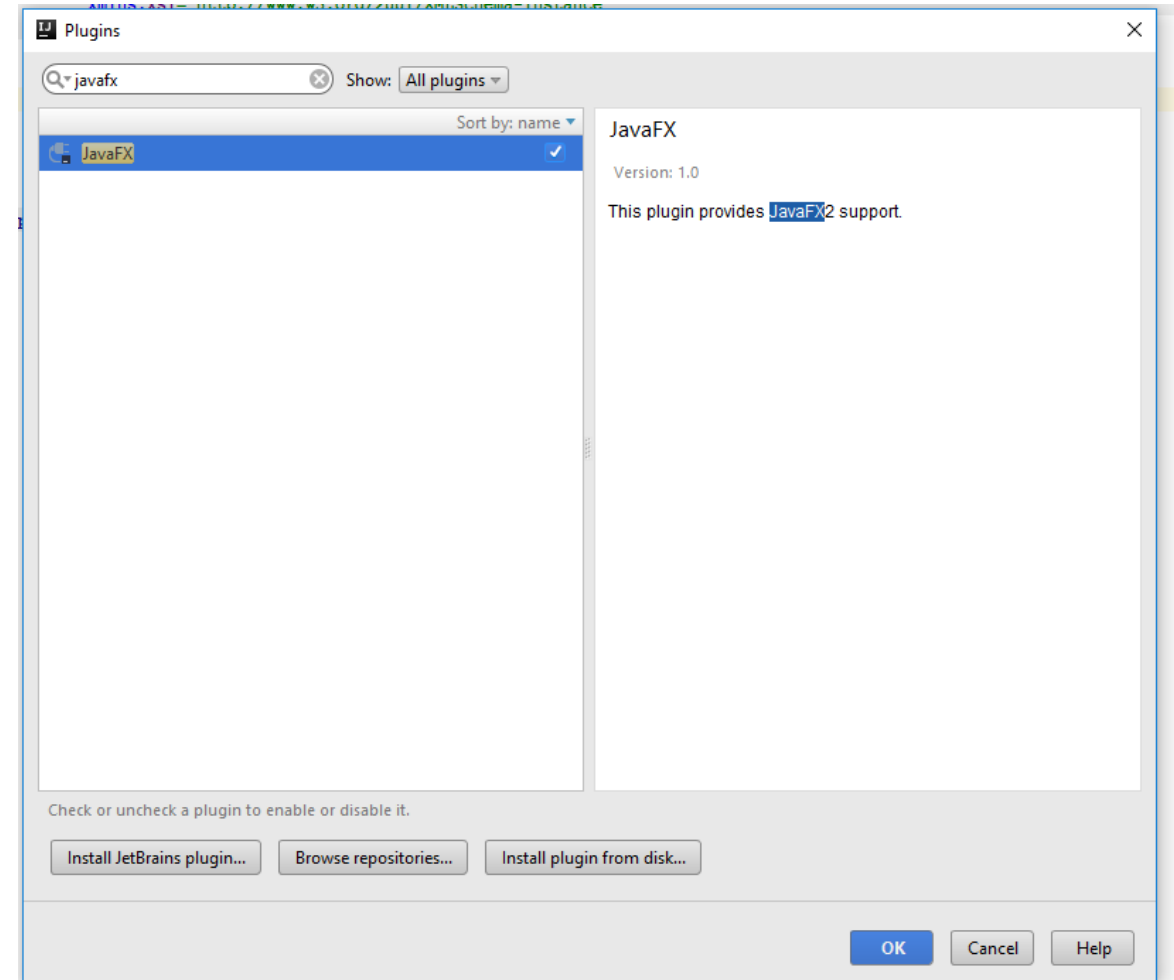 Plugins
javafx
Show: All plugins
Sort by: name
JavaFX
JavaFX
Version: 1.0
This plugin provides JavaFX2 support.
Check or uncheck a plugin to enable or disable it.
Install JetBrains plugin...
Browse repositories...
Install plugin from disk...
OK
Cancel
Help